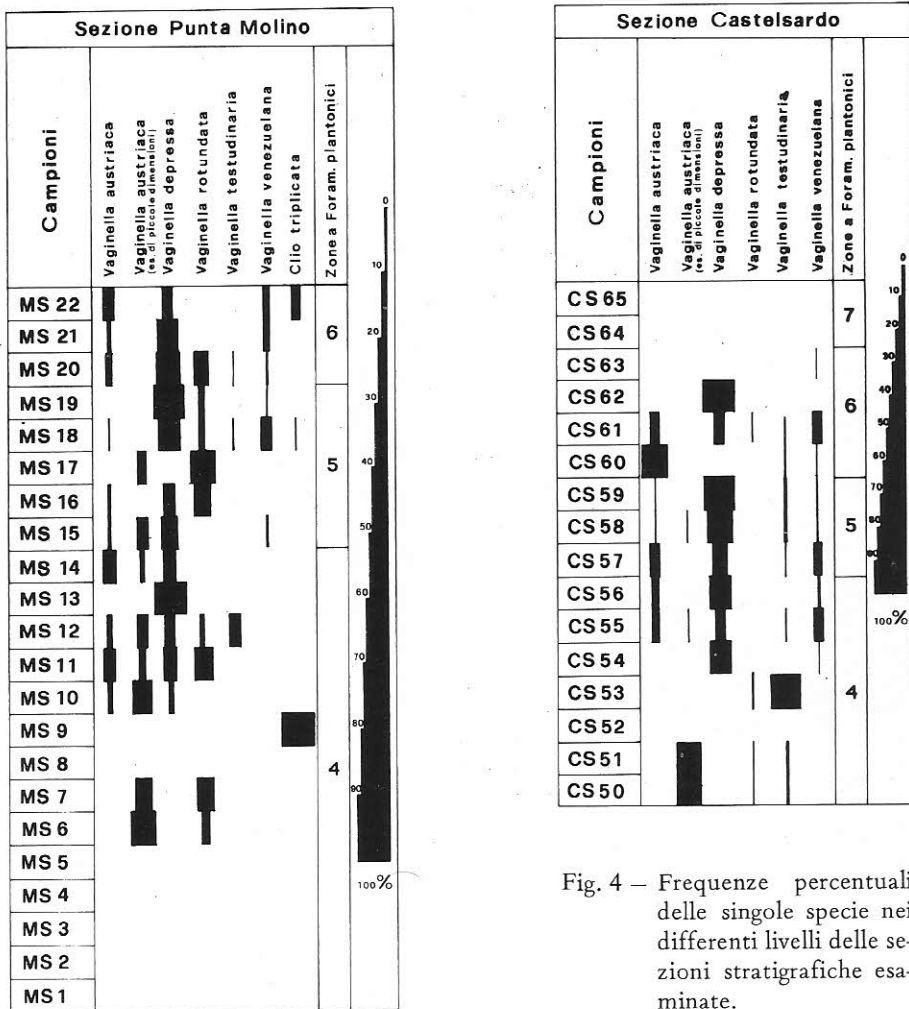 Sezione Punta Molino
Campioni
Vaginella austriaca
Vaginella austriaca
(es. di piccole dimensioni)
Vaginella depressa
Vaginella rotundata
Vaginella testudinaria
Vaginella venezuelana
Clio triplicata
Zone a Foram. plantonici
MS 22
MS 21
MS 20
MS 19
MS 18
MS 17
MS 16
MS 15
MS 14
MS 13
MS 12
MS 11
MS 10
MS 9
MS 8
MS 7
MS 6
MS 5
MS 4
MS 3
MS 2
MS 1
6
5
4
0
10
20
30
40
50
60
70
80
90
100%
Sezione Castelsardo
Campioni
Vaginella austriaca
Vaginella austriaca
(es. di piccole dimensioni)
Vaginella depressa
Vaginella rotundata
Vaginella testudinaria
Vaginella venezuelana
Zone a Foram. plantonici
CS 65
CS 64
CS 63
CS 62
CS 61
CS 60
CS 59
CS 58
CS 57
CS 56
CS 55
CS 54
CS 53
CS 52
CS 51
CS 50
7
6
5
4
0
10
20
30
40
50
60
70
80
90
100%
Fig. 4 — Frequenze percentuali
delle singole specie nei
differenti livelli delle se-
zioni stratigrafiche esa-
minate.